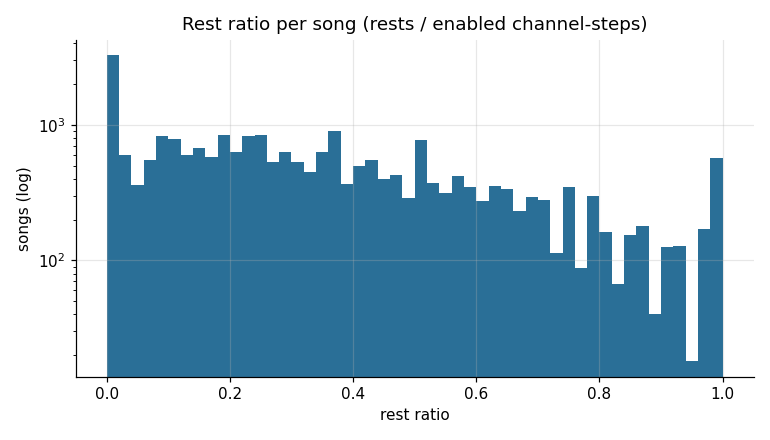 Rest ratio per song (rests / enabled channel-steps)
songs (log)
10³
10²
0.0 0.2 0.4 0.6 0.8 1.0
rest ratio